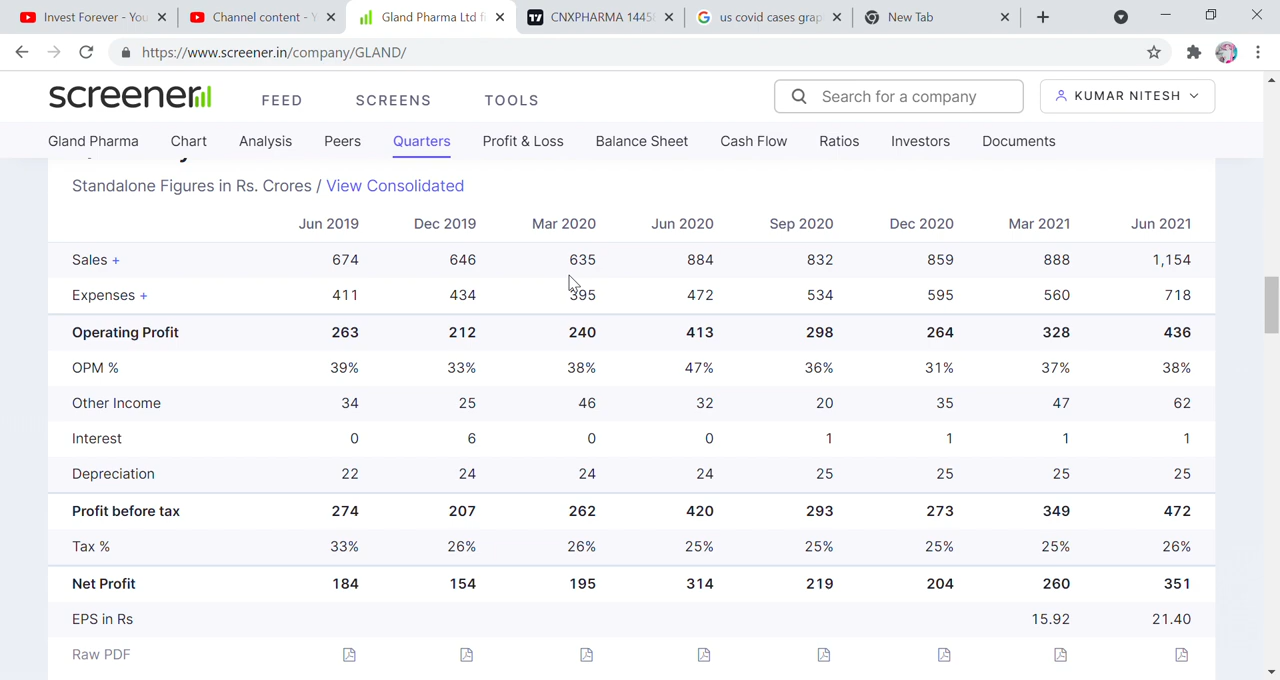 Invest Forever - You
Channel content - Y
Gland Pharma Ltd fi
CNXPHARMA 1445
us covid cases grap
New Tab
https://www.screener.in/company/GLAND/
screener
FEED
SCREENS
TOOLS
Search for a company
KUMAR NITESH
Gland Pharma
Chart
Analysis
Peers
Quarters
Profit & Loss
Balance Sheet
Cash Flow
Ratios
Investors
Documents
Standalone Figures in Rs. Crores / View Consolidated
Jun 2019 Dec 2019 Mar 2020 Jun 2020 Sep 2020 Dec 2020 Mar 2021 Jun 2021
Sales + 674 646 635 884 832 859 888 1,154
Expenses + 411 434 395 472 534 595 560 718
Operating Profit 263 212 240 413 298 264 328 436
OPM % 39% 33% 38% 47% 36% 31% 37% 38%
Other Income 34 25 46 32 20 35 47 62
Interest 0 6 0 0 1 1 1 1
Depreciation 22 24 24 24 25 25 25 25
Profit before tax 274 207 262 420 293 273 349 472
Tax % 33% 26% 26% 25% 25% 25% 25% 26%
Net Profit 184 154 195 314 219 204 260 351
EPS in Rs 15.92 21.40
Raw PDF